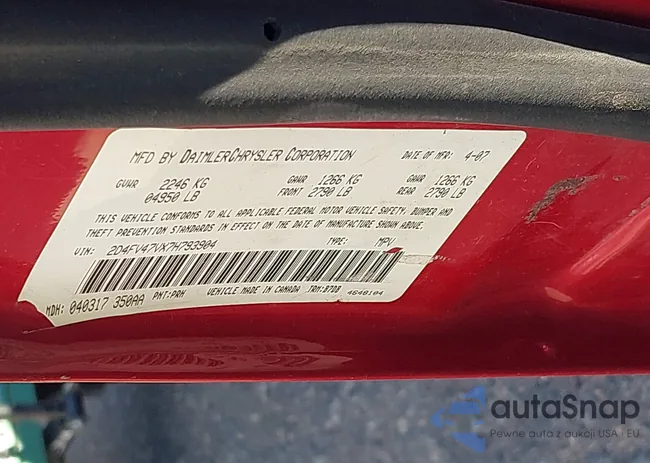 MFD BY DAIMLERCHRYSLER CORPORATION DATE OF MFR: 4-07
GVWR 2246 KG GAWR 1266 KG GAWR 1266 KG
04950 LB FRONT 2790 LB REAR 2790 LB
THIS VEHICLE CONFORMS TO ALL APPLICABLE FEDERAL MOTOR VEHICLE SAFETY, BUMPER AND
THEFT PREVENTION STANDARDS IN EFFECT ON THE DATE OF MANUFACTURE SHOWN ABOVE.
VIN: 2D4FV47VX7H793904 TYPE: MPV
MDH: 040317 350AA PNT:PRH VEHICLE MADE IN CANADA TRM:B7DB 4648104
autaSnap
Pewne auta z aukcji USA i EU